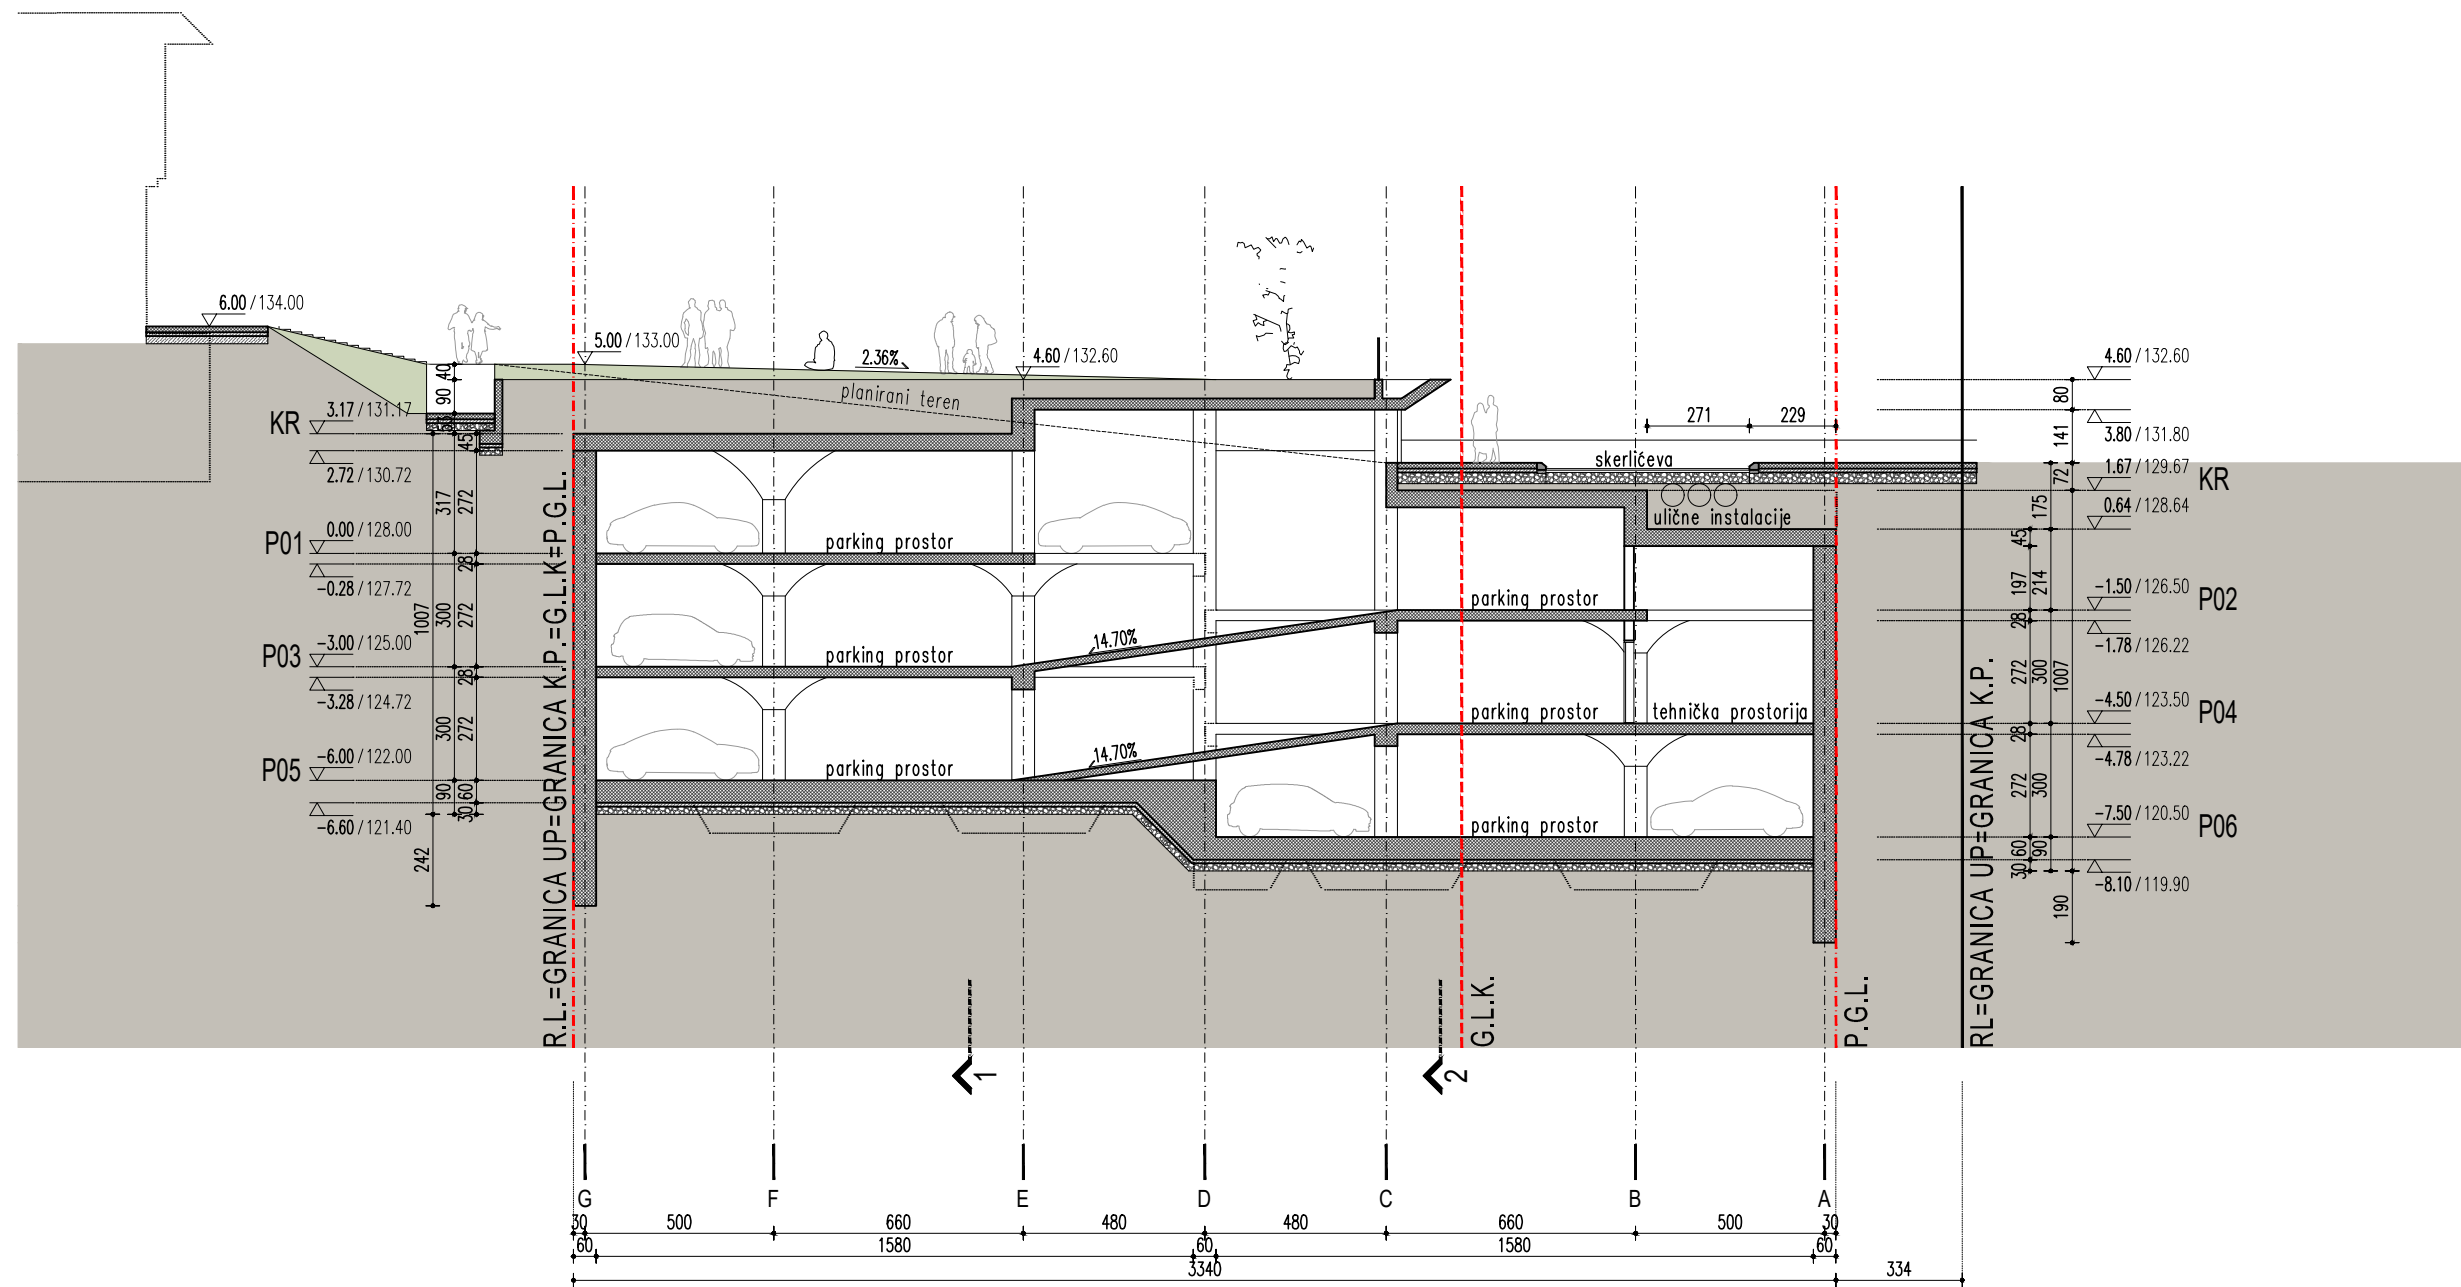 6.00/134.00
5.00/133.00
2.36%
4.60/132.60
4.60/132.60
40
90
planirani teren
80
KR
3.17/131.17
45
271
229
3.80/131.80
141
2.72/130.72
skerlićeva
1.67/129.67
KR
72
317
272
175
0.64/128.64
ulične instalacije
P01
0.00/128.00
parking prostor
45
-0.28/127.72
28
197
214
-1.50/126.50
P02
1007
300
272
parking prostor
28
-1.78/126.22
P03
-3.00/125.00
parking prostor
14.70%
272
300
1007
-3.28/124.72
28
-4.50/123.50
P04
300
272
parking prostor
tehnička prostorija
28
P05
-6.00/122.00
parking prostor
14.70%
-4.78/123.22
272
300
90
60
30
-6.60/121.40
parking prostor
-7.50/120.50
P06
242
60
90
30
-8.10/119.90
190
R.L.=GRANICA UP=GRANICA K.P.=G.L.K=P.G.L.
G.L.K.
P.G.L.
RL=GRANICA UP=GRANICA K.P.
1
2
G
F
E
D
C
B
A
30
500
660
480
480
660
500
30
60
1580
60
1580
60
3340
334